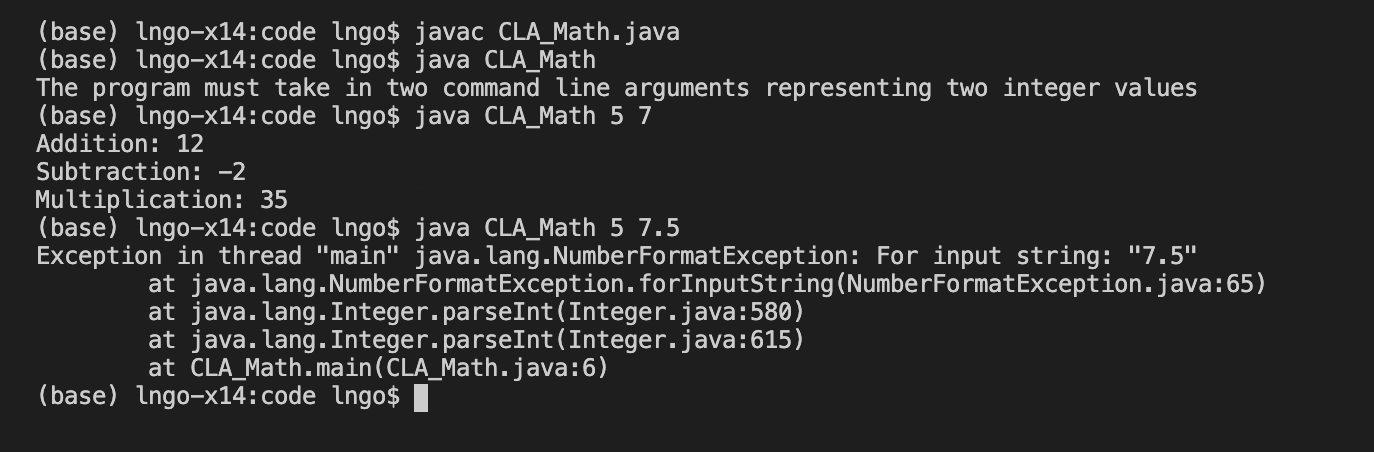 (base) lngo-x14:code lngo$ javac CLA_Math.java
(base) lngo-x14:code lngo$ java CLA_Math
The program must take in two command line arguments representing two integer values
(base) lngo-x14:code lngo$ java CLA_Math 5 7
Addition: 12
Subtraction: -2
Multiplication: 35
(base) lngo-x14:code lngo$ java CLA_Math 5 7.5
Exception in thread "main" java.lang.NumberFormatException: For input string: "7.5"
        at java.lang.NumberFormatException.forInputString(NumberFormatException.java:65)
        at java.lang.Integer.parseInt(Integer.java:580)
        at java.lang.Integer.parseInt(Integer.java:615)
        at CLA_Math.main(CLA_Math.java:6)
(base) lngo-x14:code lngo$